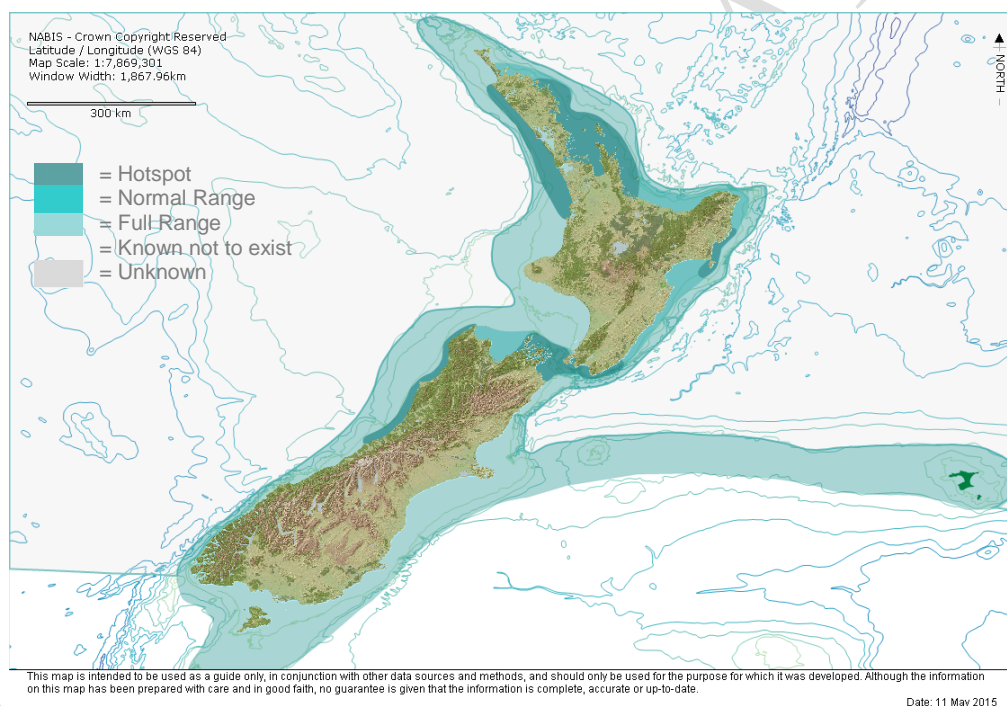 NABIS - Crown Copyright Reserved
Latitude / Longitude (WGS 84)
Map Scale: 1:7,869,301
Window Width: 1,867.96km
300 km
NORTH
= Hotspot
= Normal Range
= Full Range
= Known not to exist
= Unknown
This map is intended to be used as a guide only, in conjunction with other data sources and methods, and should only be used for the purpose for which it was developed. Although the information
on this map has been prepared with care and in good faith, no guarantee is given that the information is complete, accurate or up-to-date.
Date: 11 May 2015